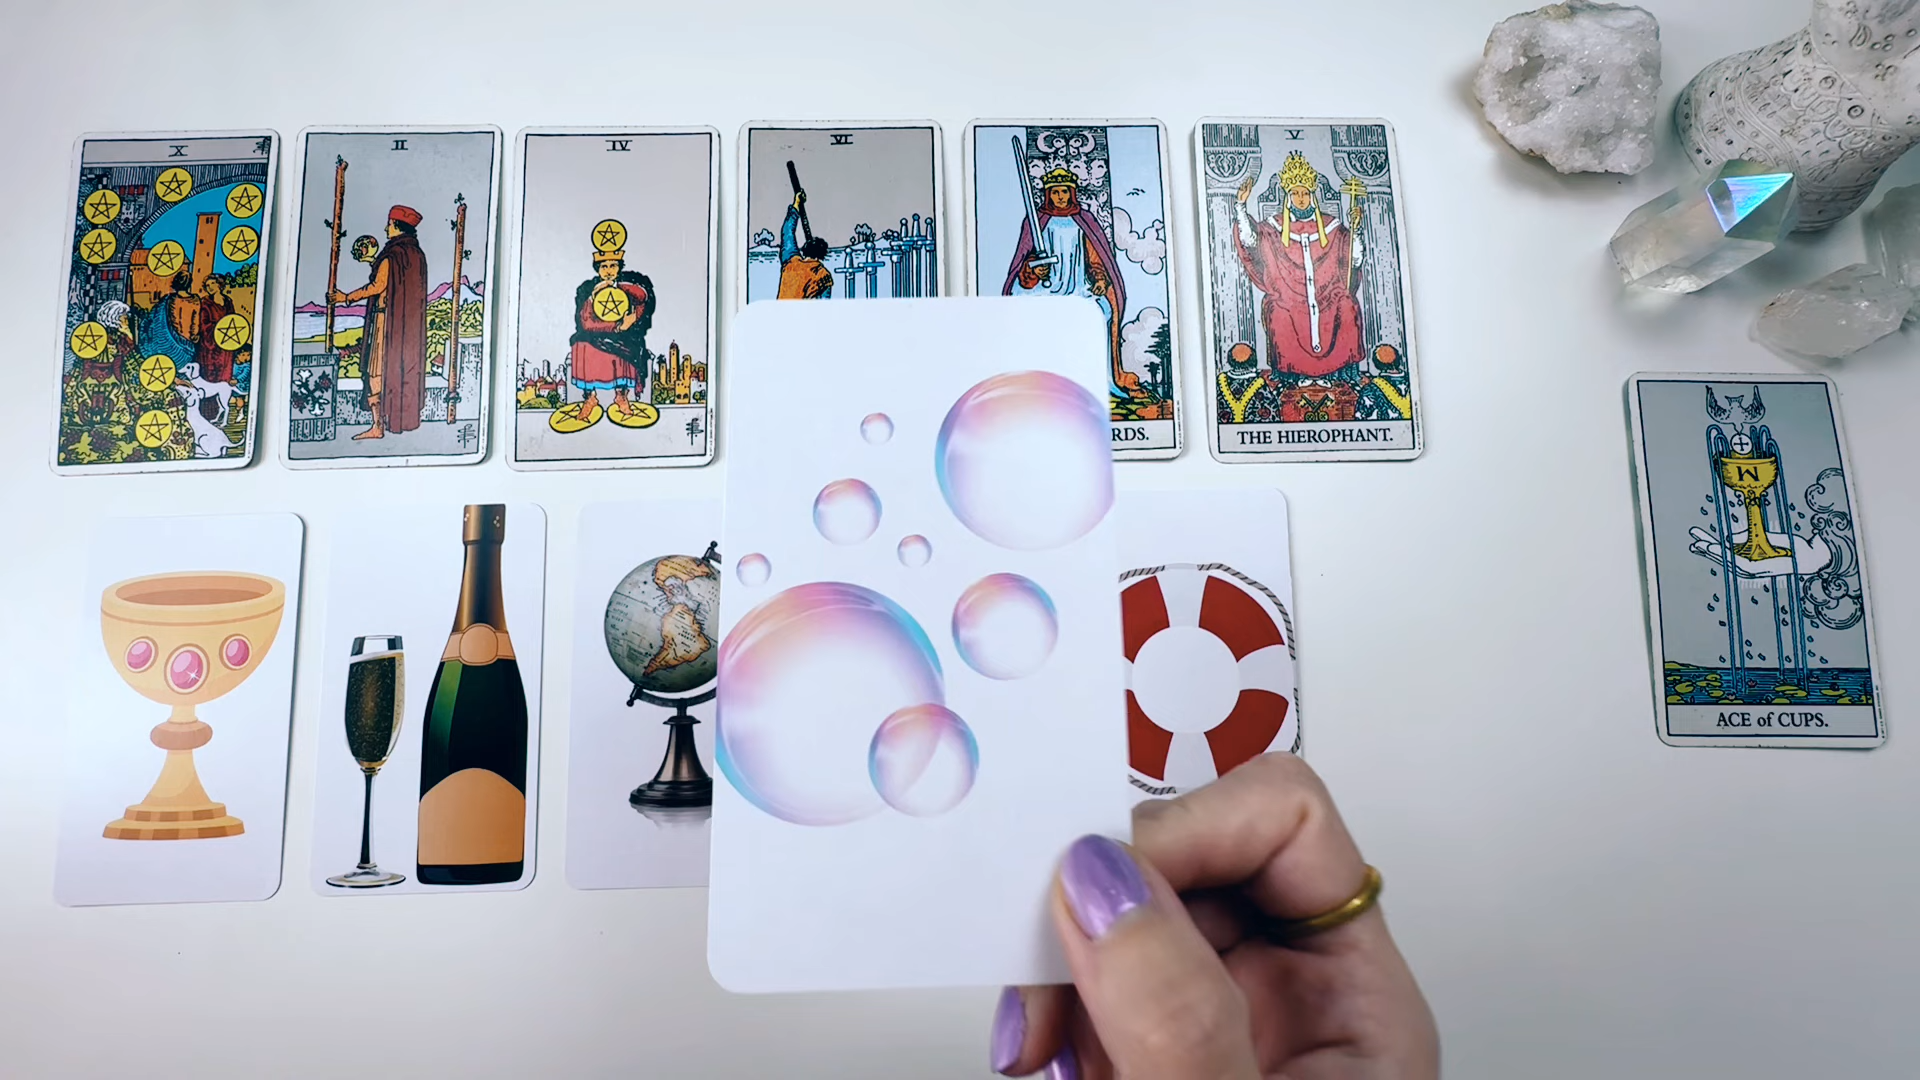 X
II
IV
VI
V
RDS.
THE HIEROPHANT.
ACE of CUPS.